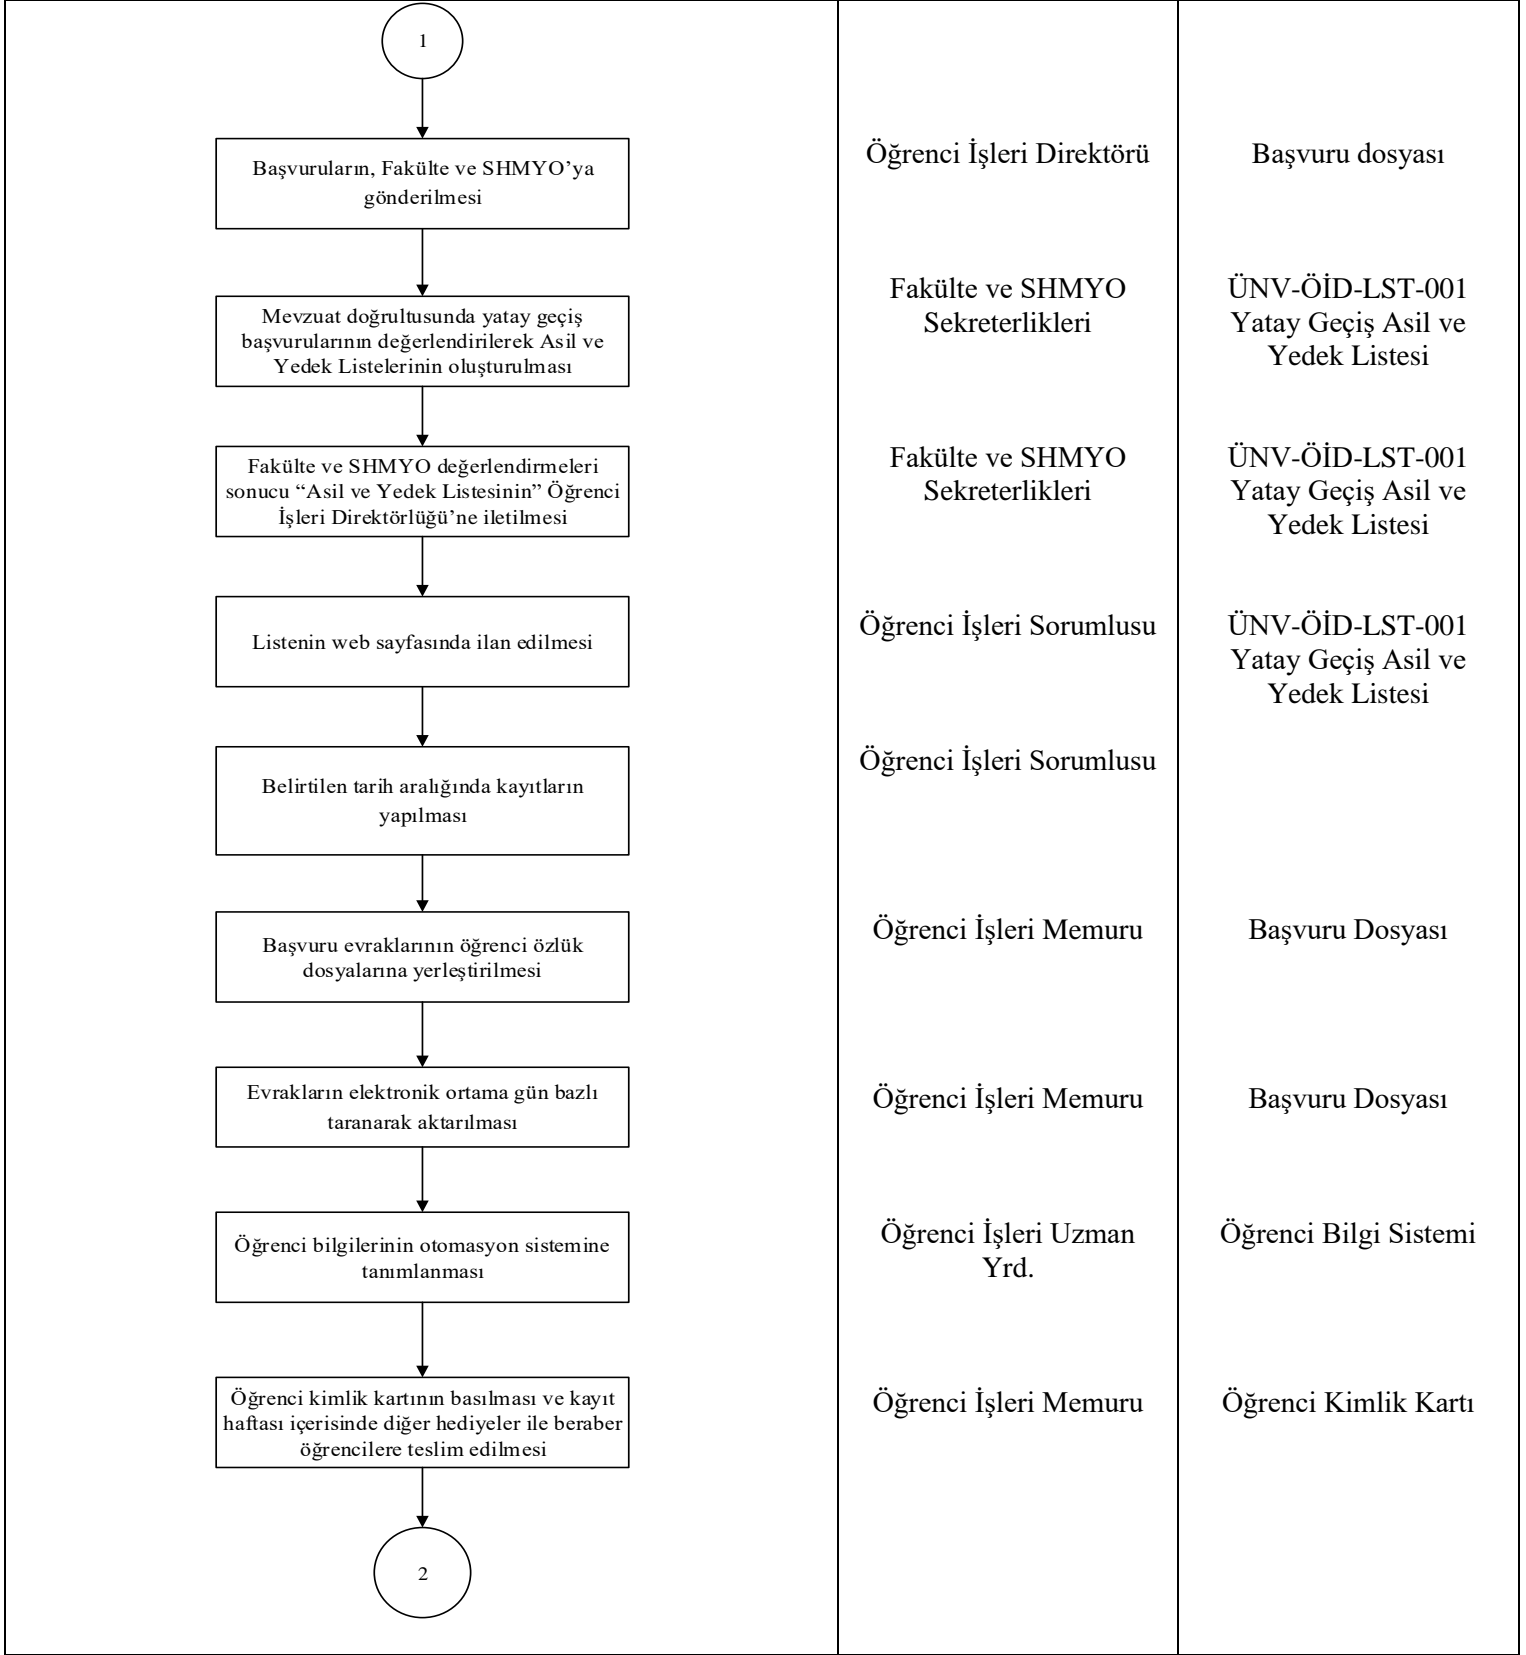 1
Başvuruların, Fakülte ve SHMYO’ya
gönderilmesi
Öğrenci İşleri Direktörü
Başvuru dosyası
Mevzuat doğrultusunda yatay geçiş
başvurularının değerlendirilerek Asil ve
Yedek Listelerinin oluşturulması
Fakülte ve SHMYO
Sekreterlikleri
ÜNV-ÖİD-LST-001
Yatay Geçiş Asil ve
Yedek Listesi
Fakülte ve SHMYO değerlendirmeleri
sonucu “Asil ve Yedek Listesinin” Öğrenci
İşleri Direktörlüğü’ne iletilmesi
Fakülte ve SHMYO
Sekreterlikleri
ÜNV-ÖİD-LST-001
Yatay Geçiş Asil ve
Yedek Listesi
Listenin web sayfasında ilan edilmesi
Öğrenci İşleri Sorumlusu
ÜNV-ÖİD-LST-001
Yatay Geçiş Asil ve
Yedek Listesi
Belirtilen tarih aralığında kayıtların
yapılması
Öğrenci İşleri Sorumlusu
Başvuru evraklarının öğrenci özlük
dosyalarına yerleştirilmesi
Öğrenci İşleri Memuru
Başvuru Dosyası
Evrakların elektronik ortama gün bazlı
taranarak aktarılması
Öğrenci İşleri Memuru
Başvuru Dosyası
Öğrenci bilgilerinin otomasyon sistemine
tanımlanması
Öğrenci İşleri Uzman
Yrd.
Öğrenci Bilgi Sistemi
Öğrenci kimlik kartının basılması ve kayıt
haftası içerisinde diğer hediyeler ile beraber
öğrencilere teslim edilmesi
Öğrenci İşleri Memuru
Öğrenci Kimlik Kartı
2